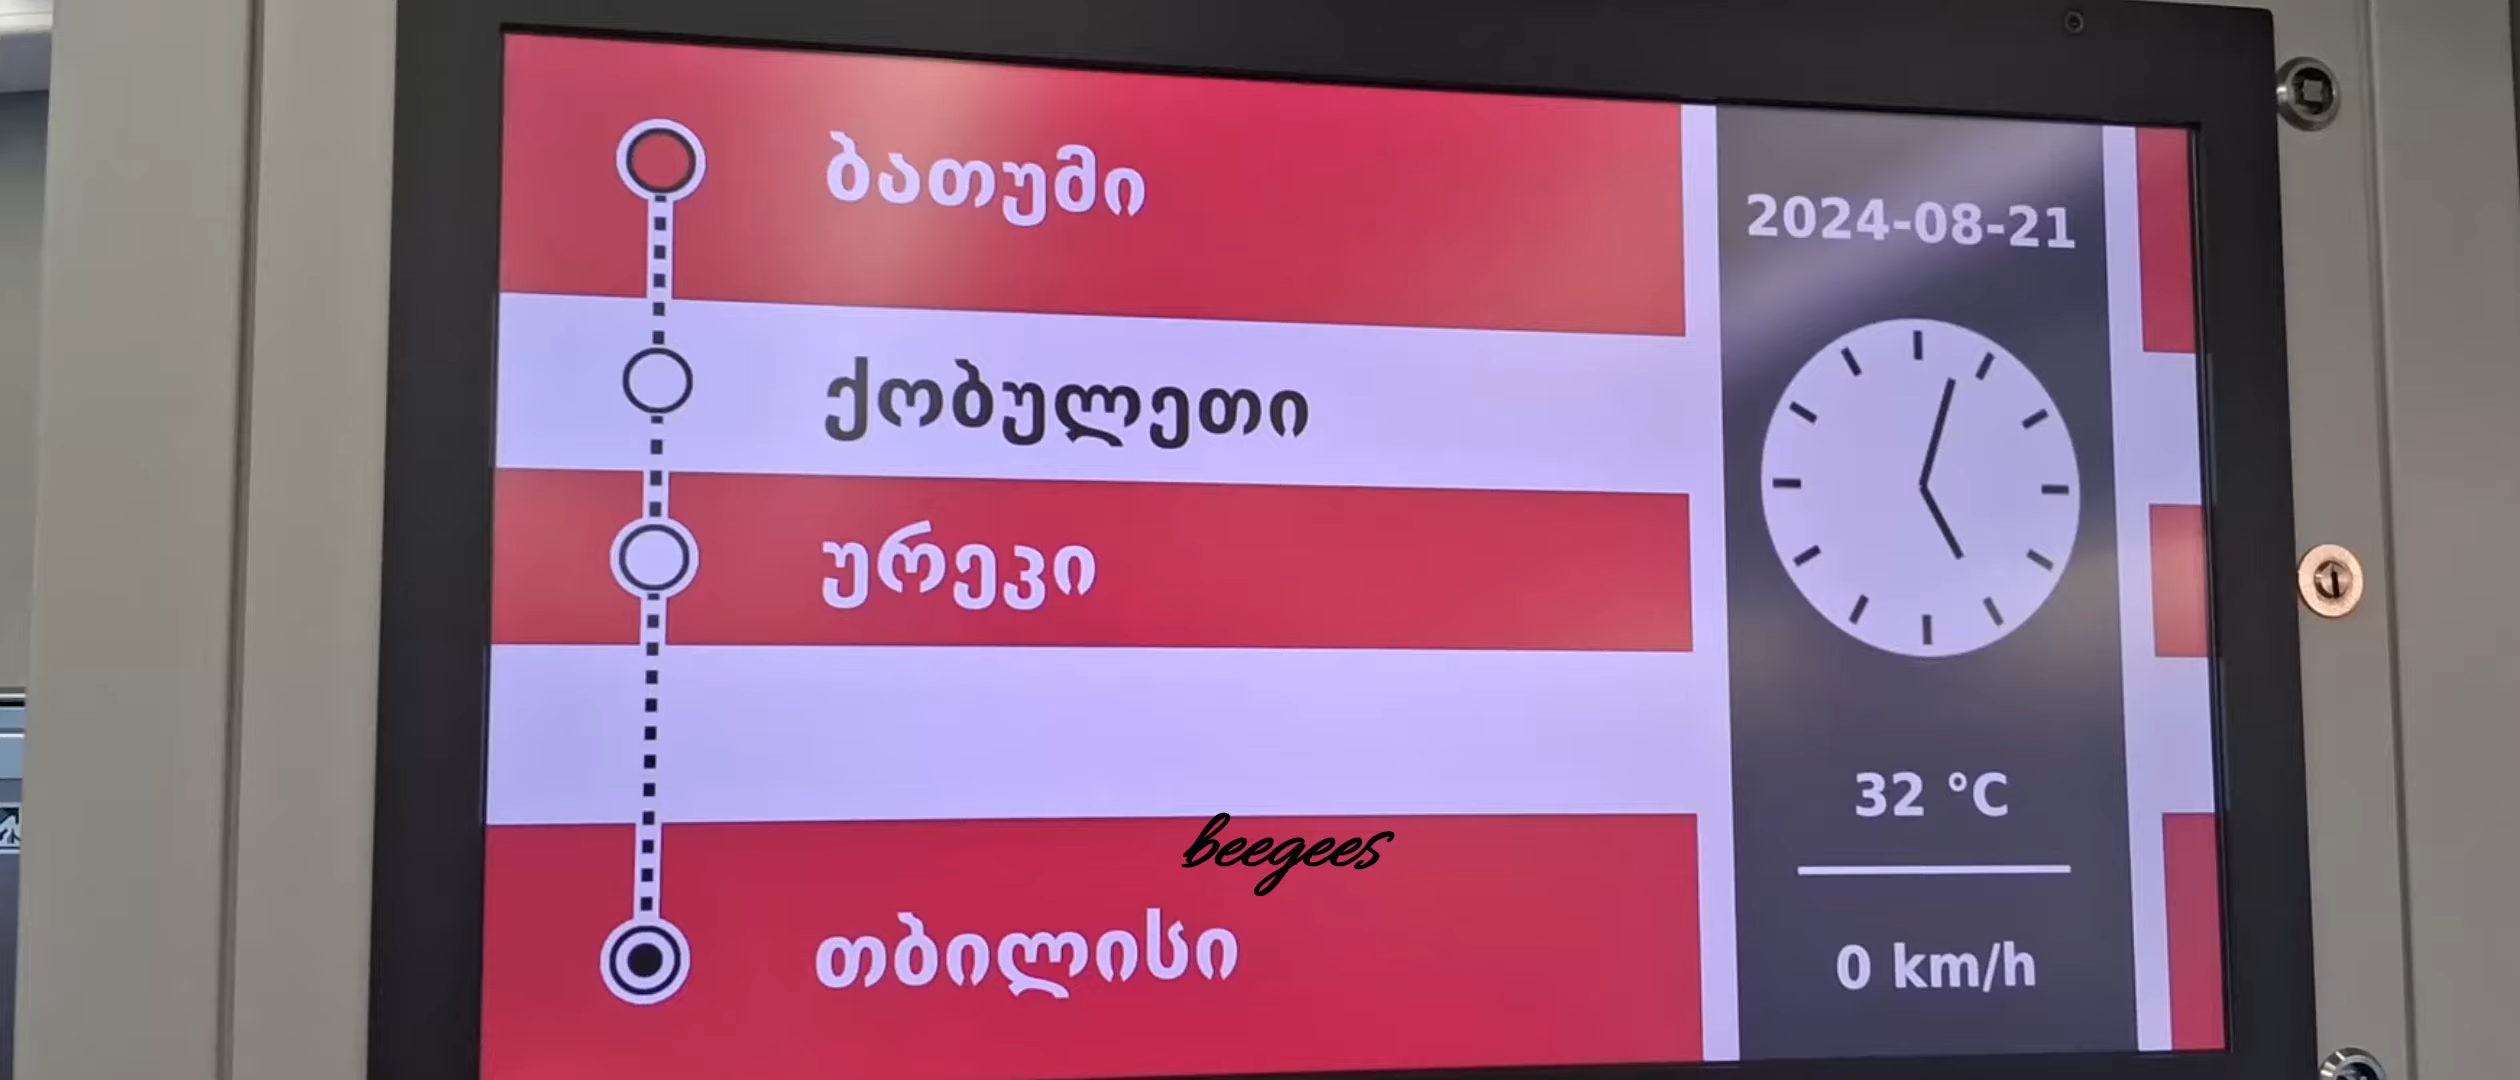 ბათუმი
ქობულეთი
ურეკი
თბილისი
beegees
2024-08-21
32 °C
0 km/h